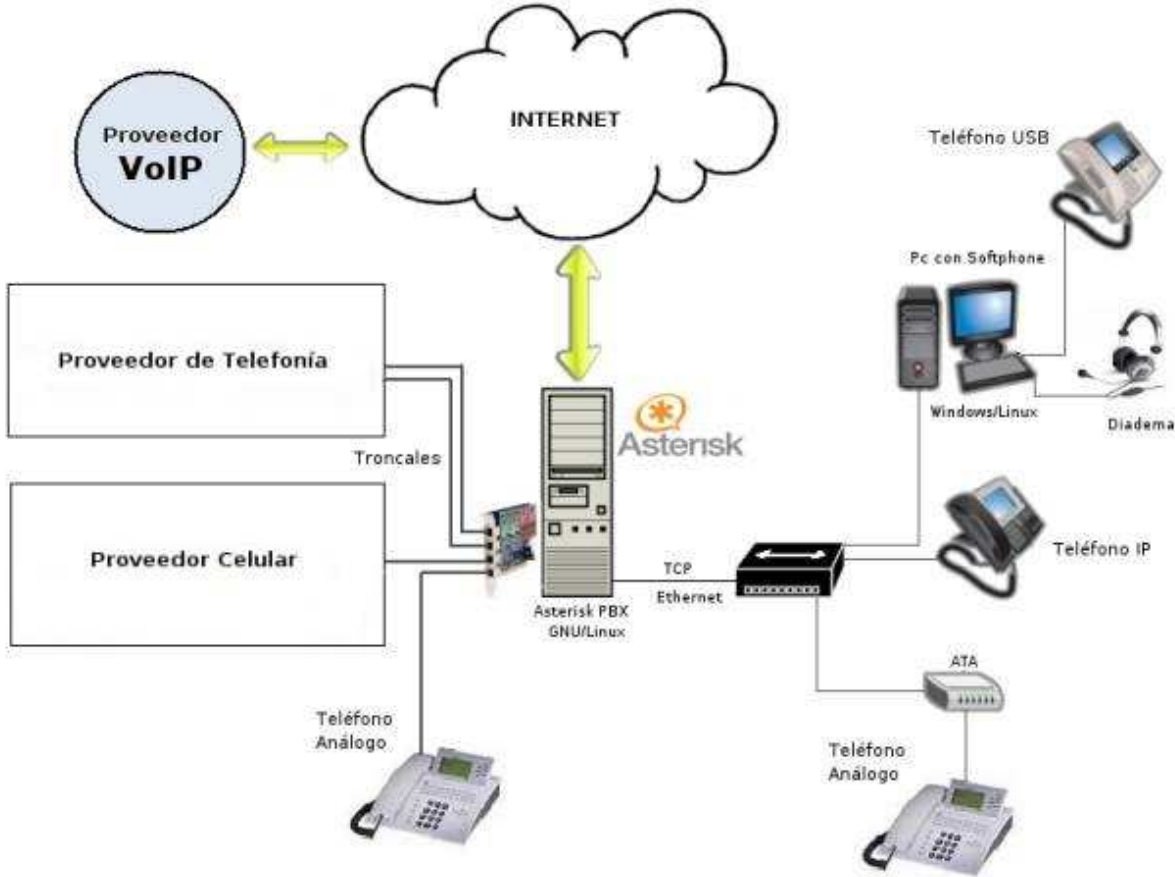 INTERNET
Proveedor
VoIP
Teléfono USB
Pc con Softphone
Proveedor de Telefonía
Windows/Linux
Diadema
Asterisk
Troncales
Proveedor Celular
Teléfono IP
TCP
Ethernet
Asterisk PBX
GNU/Linux
ATA
Teléfono
Análogo
Teléfono
Análogo